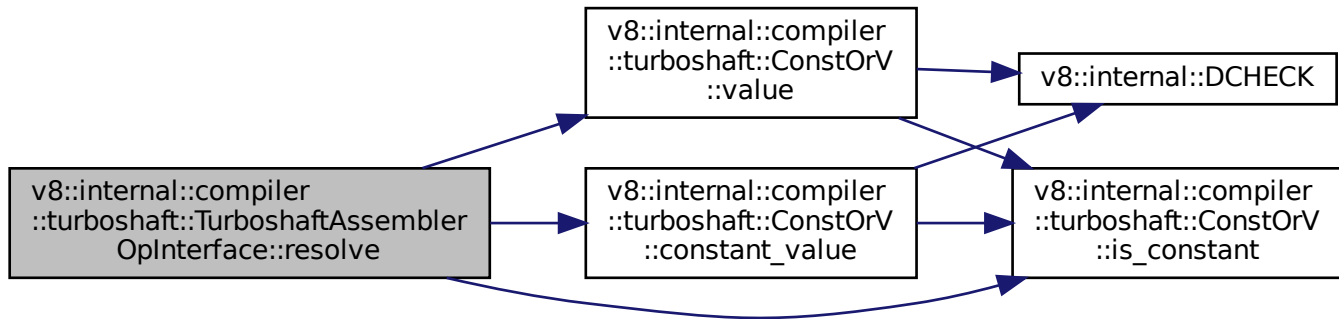 v8::internal::compiler
::turboshaft::ConstOrV
::value
v8::internal::DCHECK
v8::internal::compiler
::turboshaft::TurboshaftAssembler
OpInterface::resolve
v8::internal::compiler
::turboshaft::ConstOrV
::constant_value
v8::internal::compiler
::turboshaft::ConstOrV
::is_constant